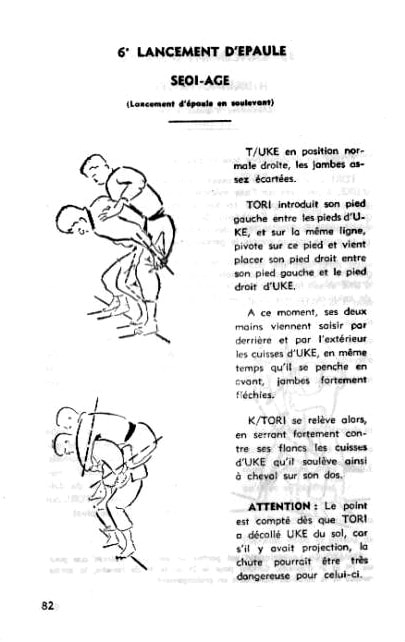 6e LANCEMENT D'EPAULE
SEOI-AGE
(Lancement d'épaule en soulevant)
T/UKE en position nor-
male droite, les jambes as-
sez écartées.
TORI introduit son pied
gauche entre les pieds d'U-
KE, et sur la même ligne,
pivote sur ce pied et vient
placer son pied droit entre
son pied gauche et le pied
droit d'UKE.
A ce moment, ses deux
mains viennent saisir par
derrière et par l'extérieur
les cuisses d'UKE, en même
temps qu'il se penche en
avant, jambes fortement
fléchies.
K/TORI se relève alors,
en serrant fortement con-
tre ses flancs les cuisses
d'UKE qu'il soulève ainsi
à cheval sur son dos.
ATTENTION : Le point
est compté dès que TORI
a décollé UKE du sol, car
s'il y avait projection, la
chute pourrait être très
dangereuse pour celui-ci.
82